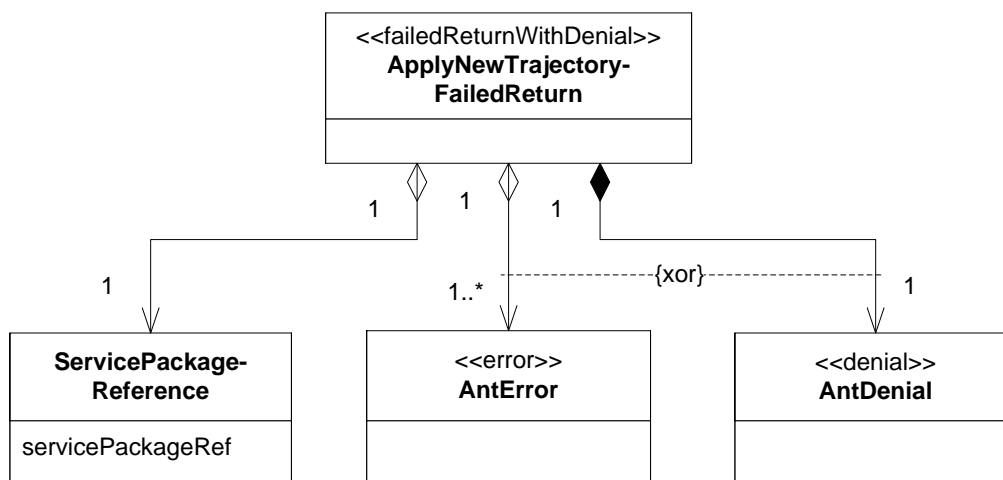 <<failedReturnWithDenial>>
ApplyNewTrajectory-
FailedReturn
1
1
1
{xor}
1
1..*
1
ServicePackage-
Reference
servicePackageRef
<<error>>
AntError
<<denial>>
AntDenial